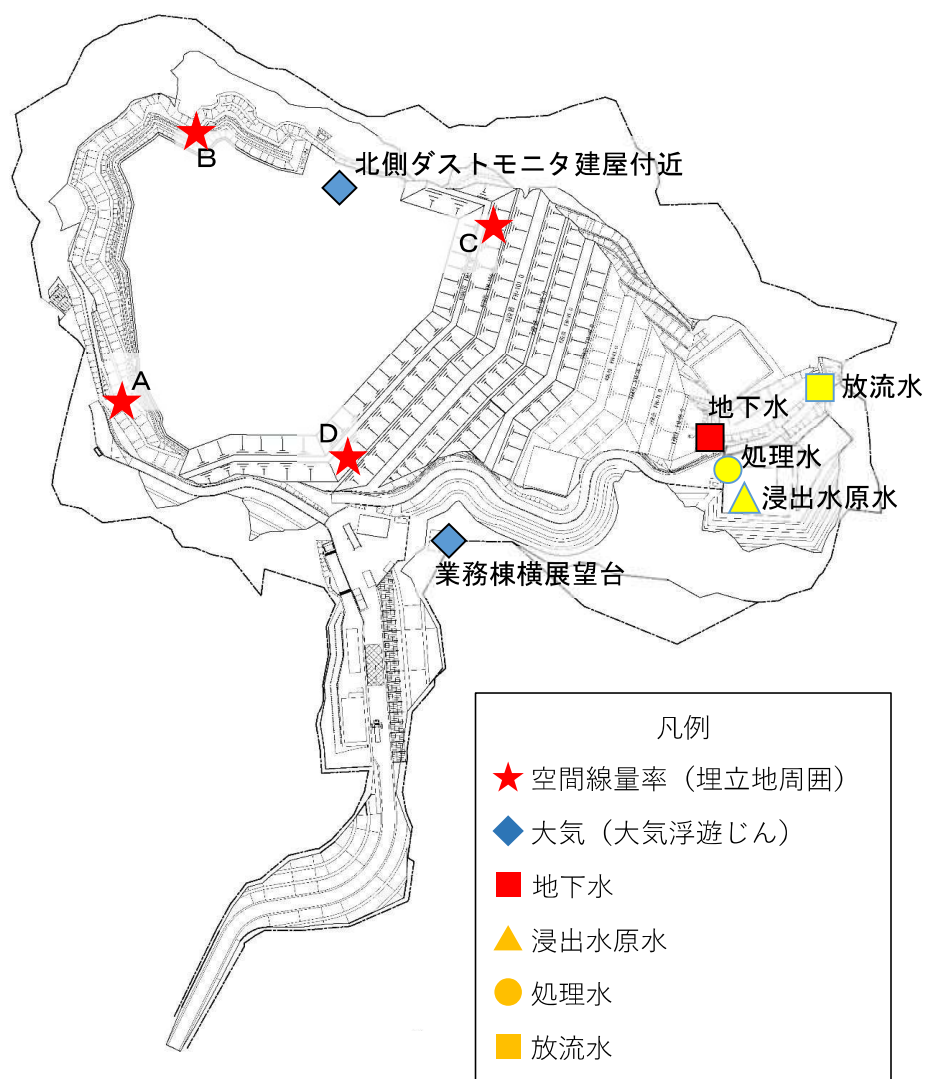 B
北側ダストモニタ建屋付近
C
A
D
放流水
地下水
処理水
浸出水原水
業務棟横展望台
凡例
空間線量率（埋立地周囲）
大気（大気浮遊じん）
地下水
浸出水原水
処理水
放流水